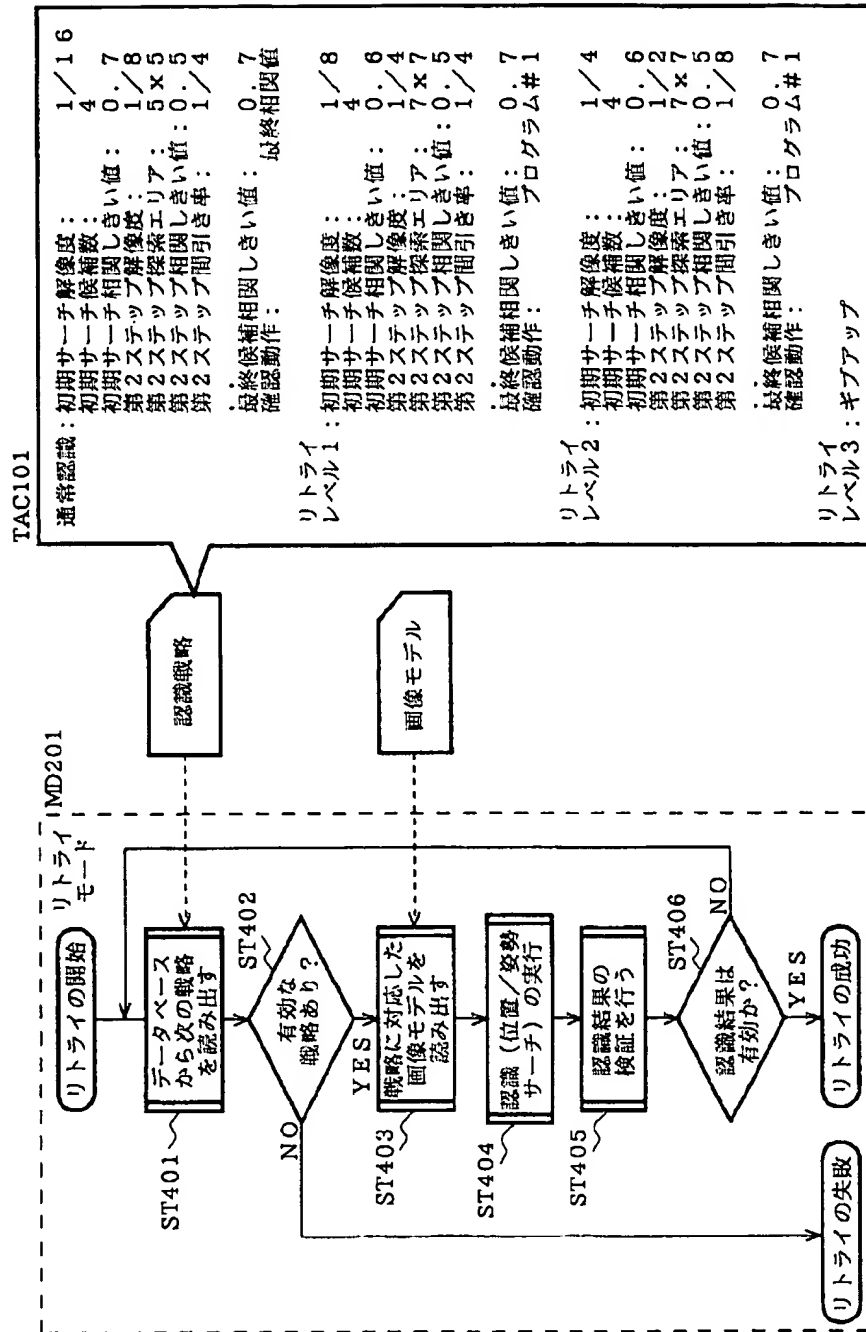 MD201
リトライ
モード
リトライの開始
データベース
から次の戦略
を読み出す
ST401
有効な
戦略あり？
ST402
NO
YES
戦略に対応した
画像モデルを
読み出す
ST403
認識（位置／姿勢
サーチ）の実行
ST404
認識結果の
検証を行う
ST405
認識結果は
有効か？
ST406
NO
YES
リトライの失敗
リトライの成功
認識戦略
画像モデル
TAC101
通常認識：初期サーチ解像度： 1／16
初期サーチ候補数： 4
初期サーチ相関しきい値： 0．7
第2ステップ解像度： 1／8
第2ステップ探索エリア： 5×5
第2ステップ相関しきい値：0．5
第2ステップ間引き率： 1／4
：
最終候補相関しきい値： 0．7
確認動作： 最終相関値
リトライ
レベル1：初期サーチ解像度： 1／8
初期サーチ候補数： 4
初期サーチ相関しきい値： 0．6
第2ステップ解像度： 1／4
第2ステップ探索エリア： 7×7
第2ステップ相関しきい値：0．5
第2ステップ間引き率： 1／4
：
最終候補相関しきい値： 0．7
確認動作： プログラム#1
リトライ
レベル2：初期サーチ解像度： 1／4
初期サーチ候補数： 4
初期サーチ相関しきい値： 0．6
第2ステップ解像度： 1／2
第2ステップ探索エリア： 7×7
第2ステップ相関しきい値：0．5
第2ステップ間引き率： 1／8
：
最終候補相関しきい値： 0．7
確認動作： プログラム#1
リトライ
レベル3：ギブアップ